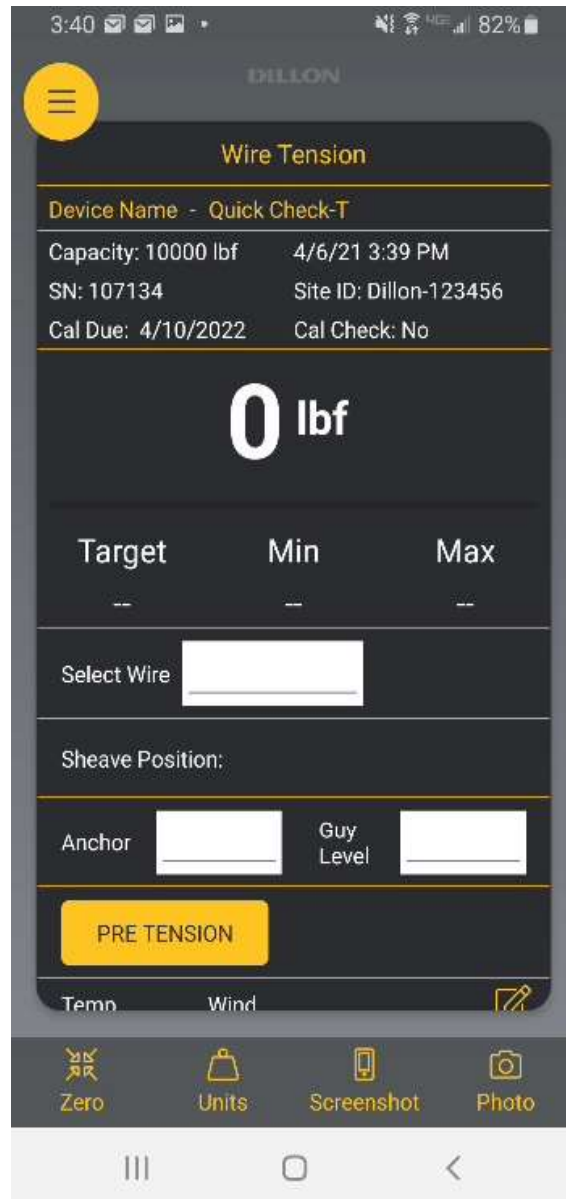 3:40 82%
DILLON
Wire Tension
Device Name - Quick Check-T
Capacity: 10000 lbf 4/6/21 3:39 PM
SN: 107134 Site ID: Dillon-123456
Cal Due: 4/10/2022 Cal Check: No
0 lbf
Target Min Max
-- -- --
Select Wire
Sheave Position:
Anchor Guy Level
PRE TENSION
Temp Wind
Zero Units Screenshot Photo